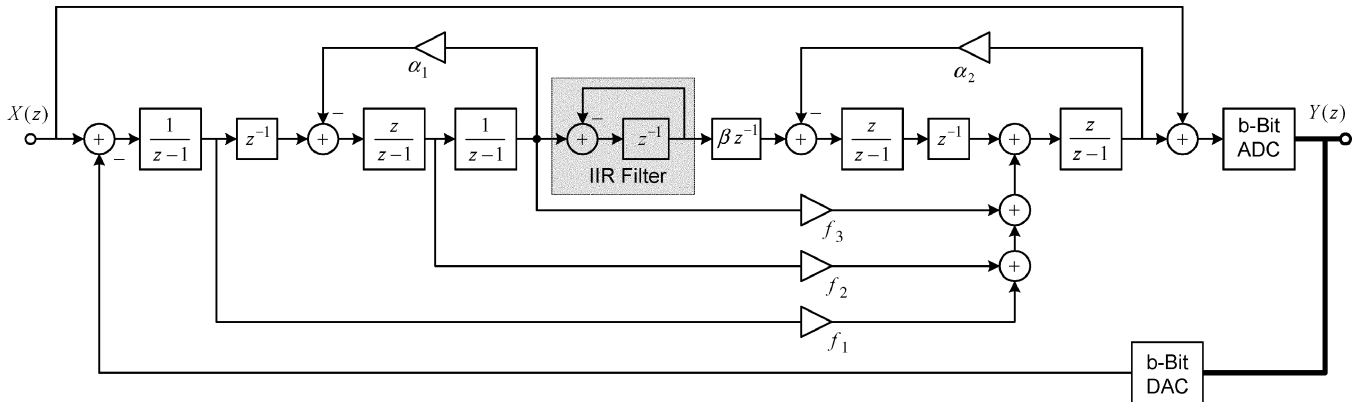 α₁
α₂
X(z)
Y(z)
+
−
1
z−1
z⁻¹
−
+
z
z−1
1
z−1
−
+
z⁻¹
IIR Filter
β z⁻¹
−
+
z
z−1
z⁻¹
+
z
z−1
+
b-Bit
ADC
+
f₃
+
f₂
f₁
b-Bit
DAC